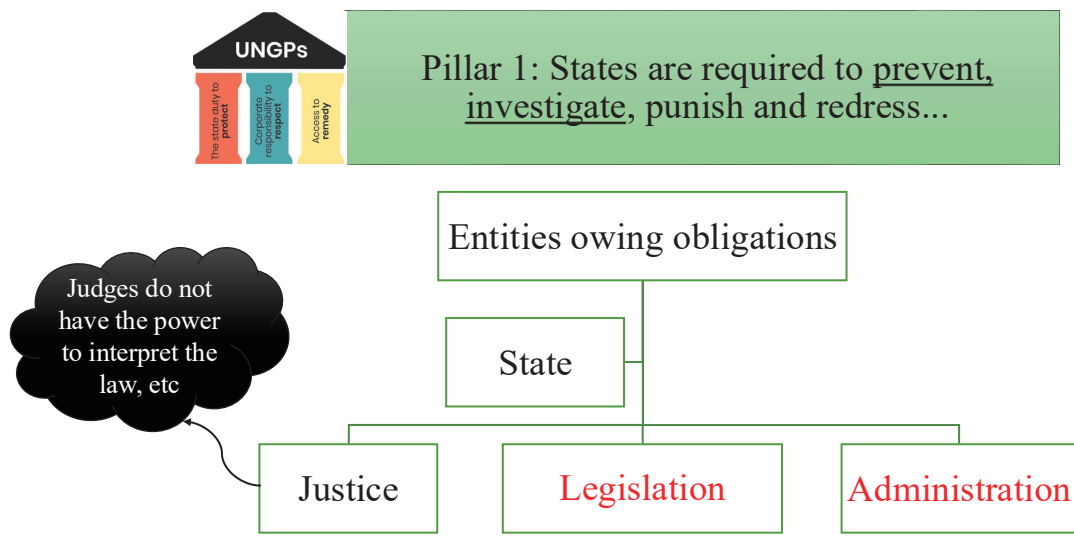 UNGPs
The state duty to
protect
Corporate
responsibility to
respect
Access to
remedy
Pillar 1: States are required to prevent,
investigate, punish and redress...
Entities owing obligations
Judges do not
have the power
to interpret the
law, etc
State
Justice
Legislation
Administration